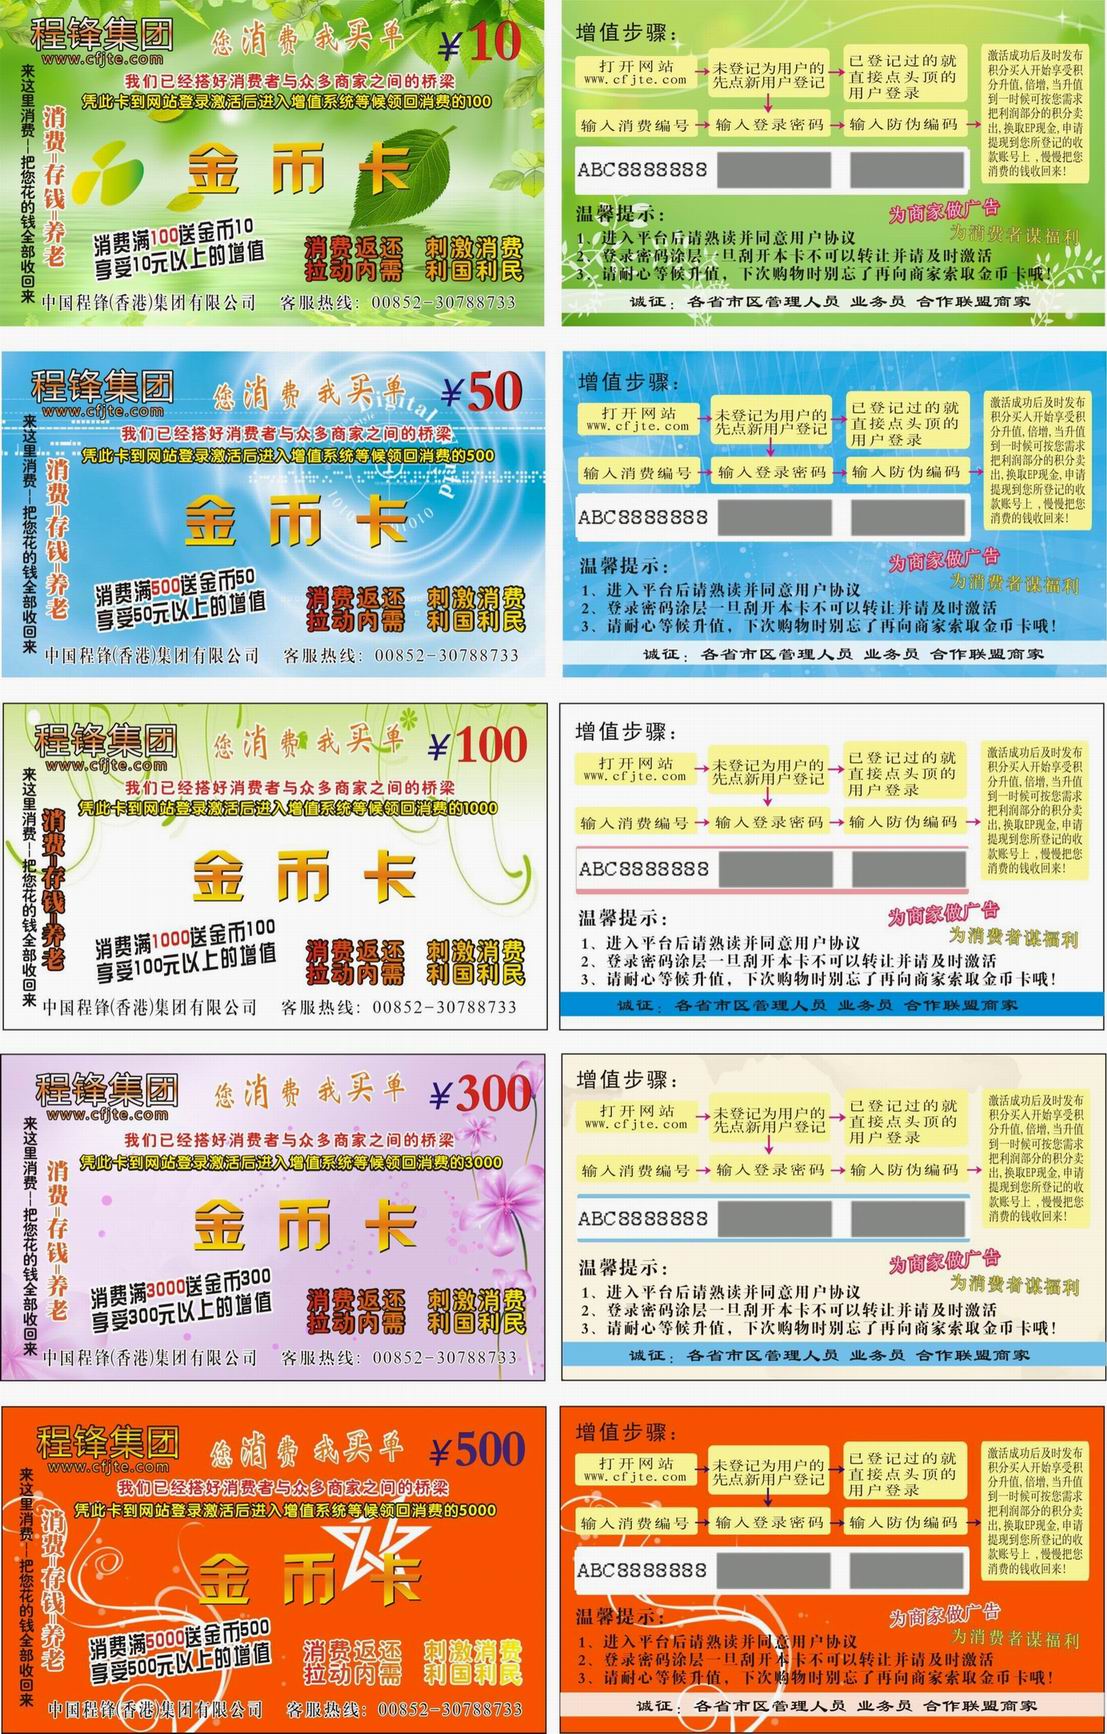 程锋集团
www.cfjte.com
您消费 我买单
¥10
我们已经搭好消费者与众多商家之间的桥梁
凭此卡到网站登录激活后进入增值系统等候领回消费的100
来这里消费--把您花的钱全部收回来
消费=存钱=养老
金币卡
消费满100送金币10
享受10元以上的增值
消费返还 刺激消费
拉动内需 利国利民
中国程锋(香港)集团有限公司 客服热线: 00852-30788733
增值步骤:
打开网站
www.cfjte.com
未登记为用户的
先点新用户登记
已登记过的就
直接点头顶的
用户登录
输入消费编号
输入登录密码
输入防伪编码
激活成功后及时发布
积分买入开始享受积
分升值,倍增,当升值
到一时候可按您需求
把利润部分的积分卖
出,换取EP现金,申请
提现到您所登记的收
款账号上,慢慢把您
消费的钱收回来!
ABC8888888
温馨提示:
为商家做广告
为消费者谋福利
1、进入平台后请熟读并同意用户协议
2、登录密码涂层一旦刮开本卡不可以转让并请及时激活
3、请耐心等候升值, 下次购物时别忘了再向商家索取金币卡哦!
诚征: 各省市区管理人员 业务员 合作联盟商家
程锋集团
www.cfjte.com
您消费 我买单
¥50
我们已经搭好消费者与众多商家之间的桥梁
凭此卡到网站登录激活后进入增值系统等候领回消费的500
来这里消费--把您花的钱全部收回来
消费=存钱=养老
金币卡
消费满500送金币50
享受50元以上的增值
消费返还 刺激消费
拉动内需 利国利民
中国程锋(香港)集团有限公司 客服热线: 00852-30788733
增值步骤:
打开网站
www.cfjte.com
未登记为用户的
先点新用户登记
已登记过的就
直接点头顶的
用户登录
输入消费编号
输入登录密码
输入防伪编码
激活成功后及时发布
积分买入开始享受积
分升值,倍增,当升值
到一时候可按您需求
把利润部分的积分卖
出,换取EP现金,申请
提现到您所登记的收
款账号上,慢慢把您
消费的钱收回来!
ABC8888888
温馨提示:
为商家做广告
为消费者谋福利
1、进入平台后请熟读并同意用户协议
2、登录密码涂层一旦刮开本卡不可以转让并请及时激活
3、请耐心等候升值, 下次购物时别忘了再向商家索取金币卡哦!
诚征: 各省市区管理人员 业务员 合作联盟商家
程锋集团
www.cfjte.com
您消费 我买单
¥100
我们已经搭好消费者与众多商家之间的桥梁
凭此卡到网站登录激活后进入增值系统等候领回消费的1000
来这里消费--把您花的钱全部收回来
消费=存钱=养老
金币卡
消费满1000送金币100
享受100元以上的增值
消费返还 刺激消费
拉动内需 利国利民
中国程锋(香港)集团有限公司 客服热线: 00852-30788733
增值步骤:
打开网站
www.cfjte.com
未登记为用户的
先点新用户登记
已登记过的就
直接点头顶的
用户登录
输入消费编号
输入登录密码
输入防伪编码
激活成功后及时发布
积分买入开始享受积
分升值,倍增,当升值
到一时候可按您需求
把利润部分的积分卖
出,换取EP现金,申请
提现到您所登记的收
款账号上,慢慢把您
消费的钱收回来!
ABC8888888
温馨提示:
为商家做广告
为消费者谋福利
1、进入平台后请熟读并同意用户协议
2、登录密码涂层一旦刮开本卡不可以转让并请及时激活
3、请耐心等候升值, 下次购物时别忘了再向商家索取金币卡哦!
诚征: 各省市区管理人员 业务员 合作联盟商家
程锋集团
www.cfjte.com
您消费 我买单
¥300
我们已经搭好消费者与众多商家之间的桥梁
凭此卡到网站登录激活后进入增值系统等候领回消费的3000
来这里消费--把您花的钱全部收回来
消费=存钱=养老
金币卡
消费满3000送金币300
享受300元以上的增值
消费返还 刺激消费
拉动内需 利国利民
中国程锋(香港)集团有限公司 客服热线: 00852-30788733
增值步骤:
打开网站
www.cfjte.com
未登记为用户的
先点新用户登记
已登记过的就
直接点头顶的
用户登录
输入消费编号
输入登录密码
输入防伪编码
激活成功后及时发布
积分买入开始享受积
分升值,倍增,当升值
到一时候可按您需求
把利润部分的积分卖
出,换取EP现金,申请
提现到您所登记的收
款账号上,慢慢把您
消费的钱收回来!
ABC8888888
温馨提示:
为商家做广告
为消费者谋福利
1、进入平台后请熟读并同意用户协议
2、登录密码涂层一旦刮开本卡不可以转让并请及时激活
3、请耐心等候升值, 下次购物时别忘了再向商家索取金币卡哦!
诚征: 各省市区管理人员 业务员 合作联盟商家
程锋集团
www.cfjte.com
您消费 我买单
¥500
我们已经搭好消费者与众多商家之间的桥梁
凭此卡到网站登录激活后进入增值系统等候领回消费的5000
来这里消费--把您花的钱全部收回来
消费=存钱=养老
金币卡
消费满5000送金币500
享受500元以上的增值
消费返还 刺激消费
拉动内需 利国利民
中国程锋(香港)集团有限公司 客服热线: 00852-30788733
增值步骤:
打开网站
www.cfjte.com
未登记为用户的
先点新用户登记
已登记过的就
直接点头顶的
用户登录
输入消费编号
输入登录密码
输入防伪编码
激活成功后及时发布
积分买入开始享受积
分升值,倍增,当升值
到一时候可按您需求
把利润部分的积分卖
出,换取EP现金,申请
提现到您所登记的收
款账号上,慢慢把您
消费的钱收回来!
ABC8888888
温馨提示:
为商家做广告
为消费者谋福利
1、进入平台后请熟读并同意用户协议
2、登录密码涂层一旦刮开本卡不可以转让并请及时激活
3、请耐心等候升值, 下次购物时别忘了再向商家索取金币卡哦!
诚征: 各省市区管理人员 业务员 合作联盟商家